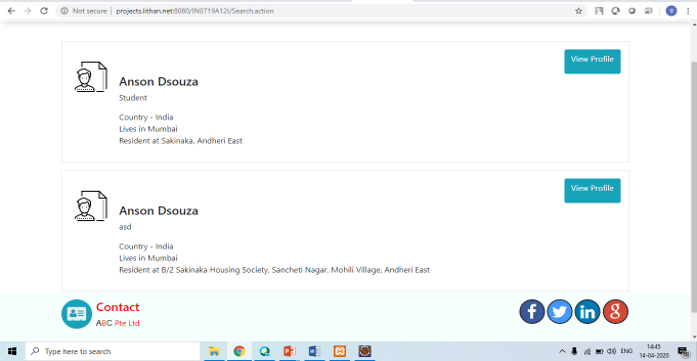 Not secure | projects.lithan.net:8080/IN0719A12I/Search.action
View Profile
Anson Dsouza
Student
Country - India
Lives in Mumbai
Resident at Sakinaka, Andheri East
View Profile
Anson Dsouza
asd
Country - India
Lives in Mumbai
Resident at B/2 Sakinaka Housing Society, Sancheti Nagar, Mohili Village, Andheri East
Contact
ABC Pte Ltd
Type here to search
ENG
14:45
14-04-2020